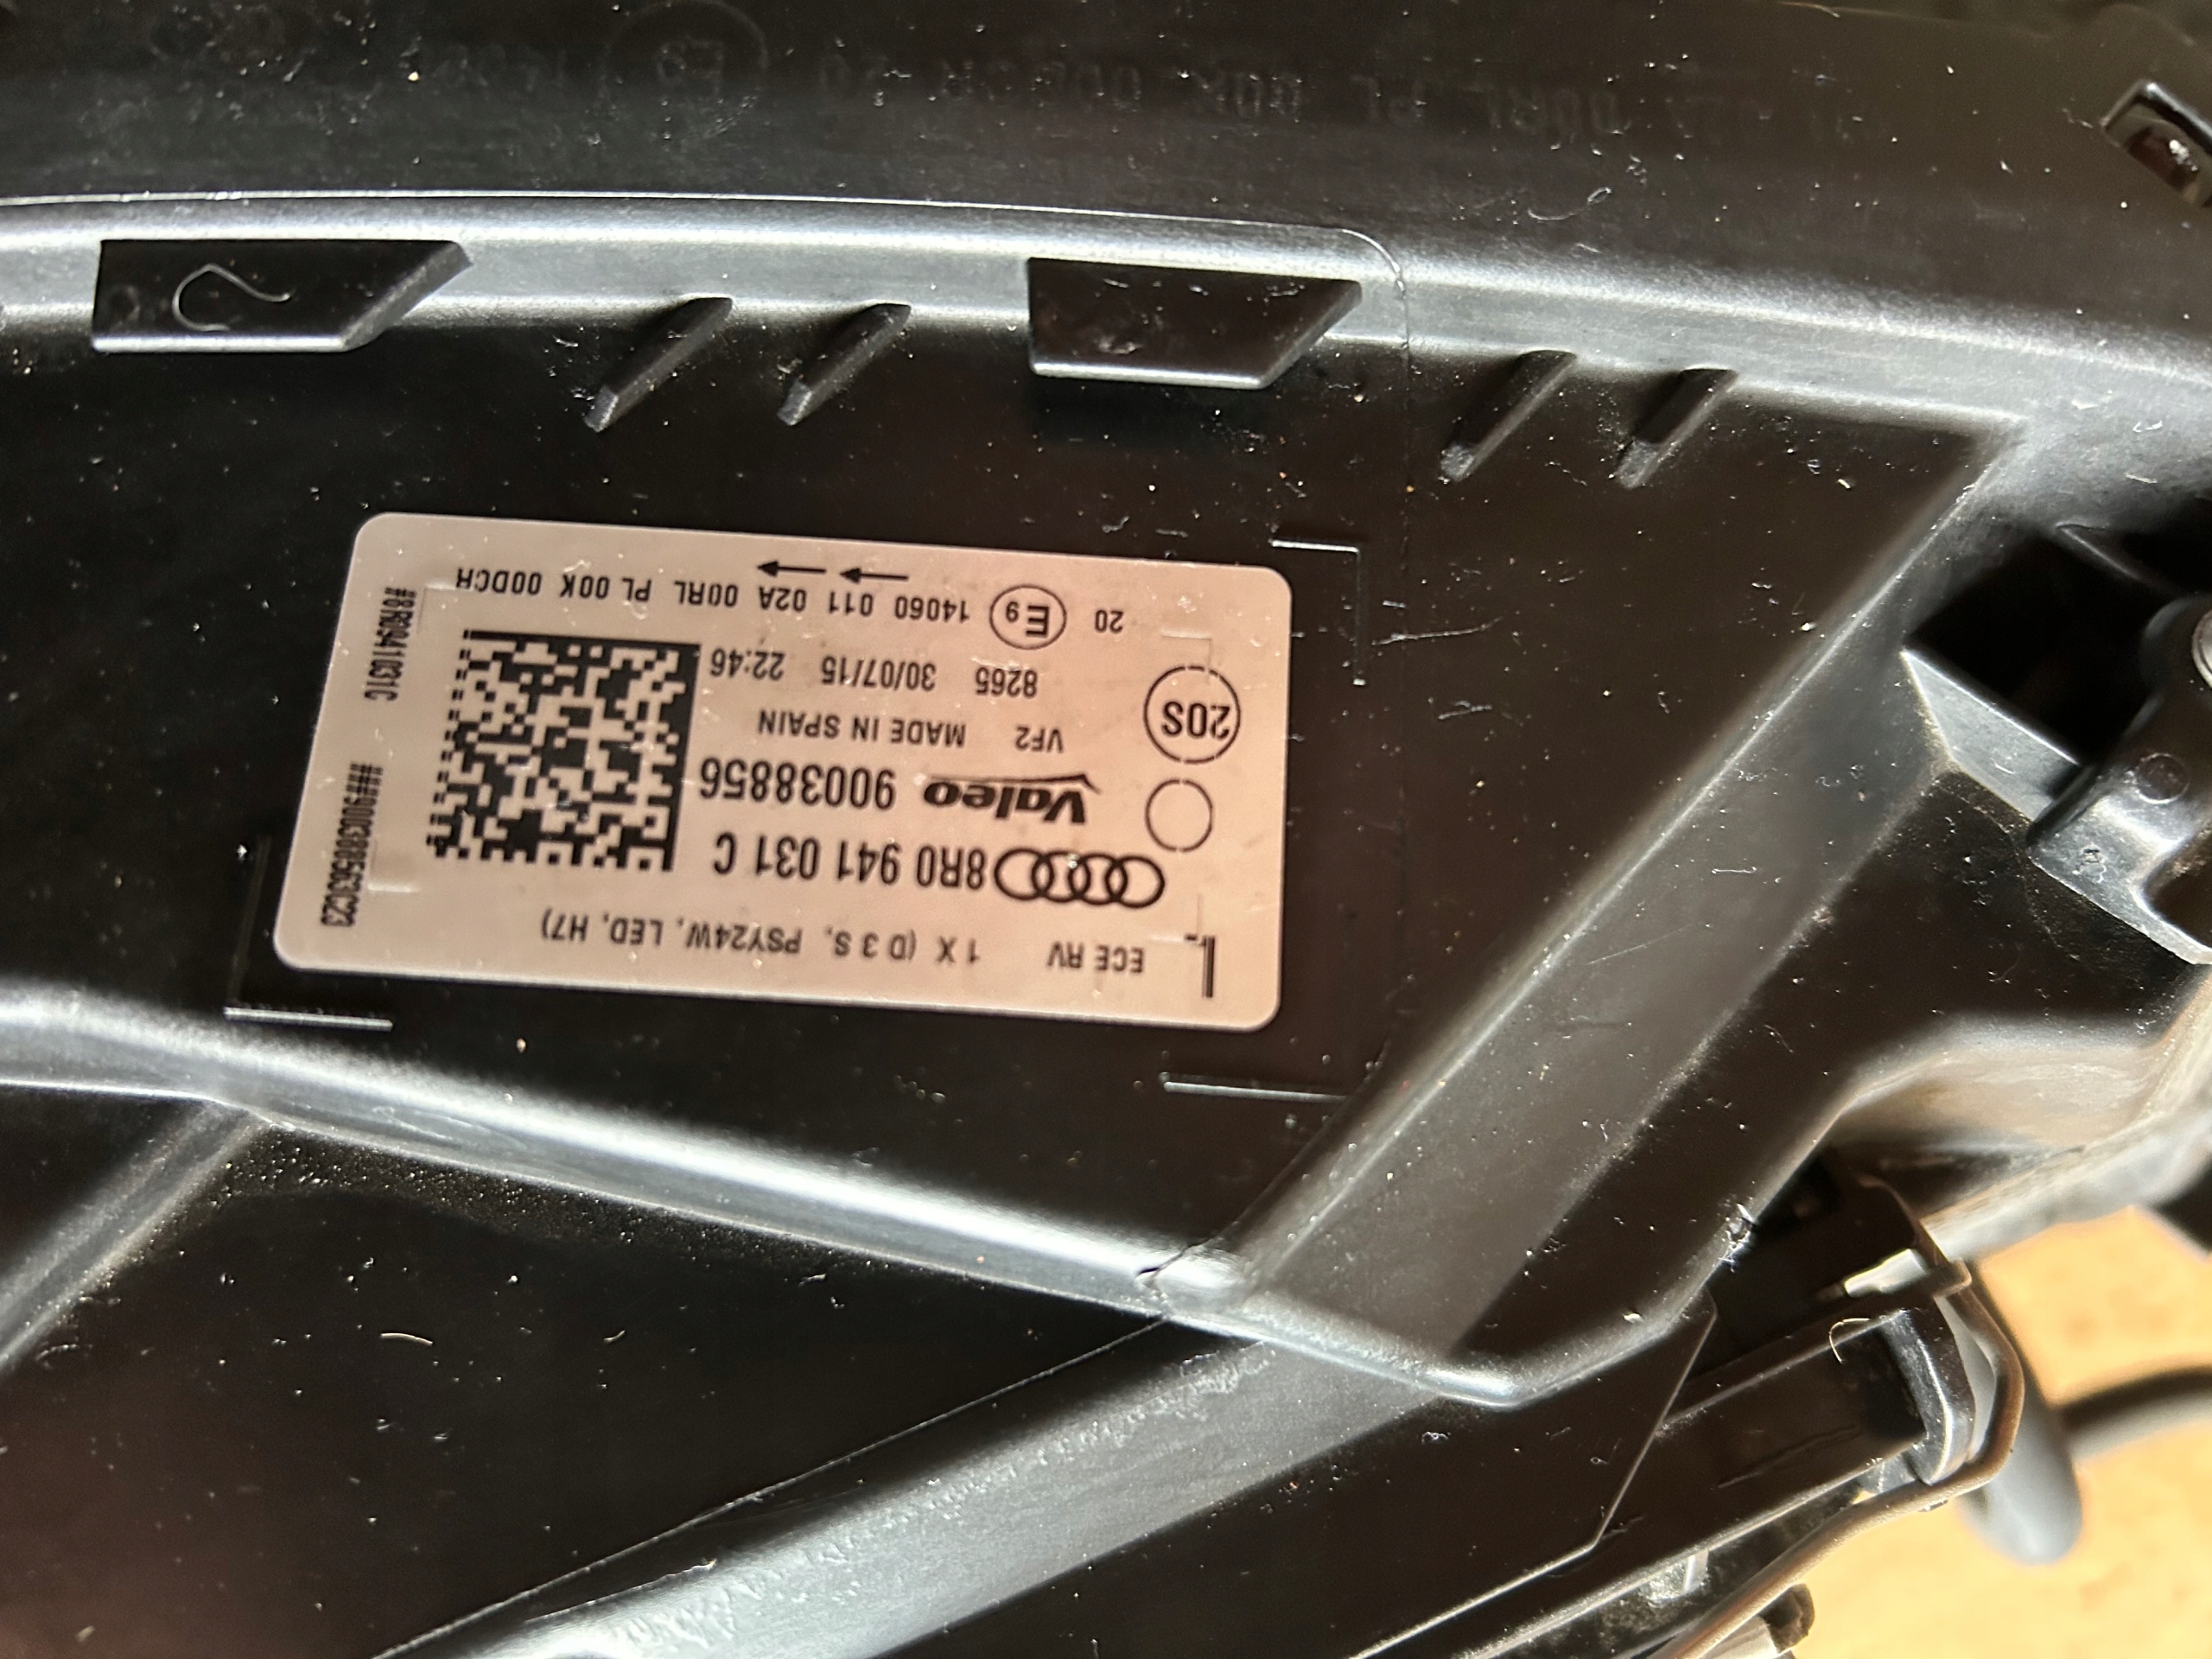 L ECE RV 1 X (D 3 S, PSY24W, LED, H7)
8R0 941 031 C
Valeo 90038856
VF2 MADE IN SPAIN
20S
8265 30/07/15 22:46
20 E9 14060 011 02A 00RL PL 00K 00DCH
#8R0941031C